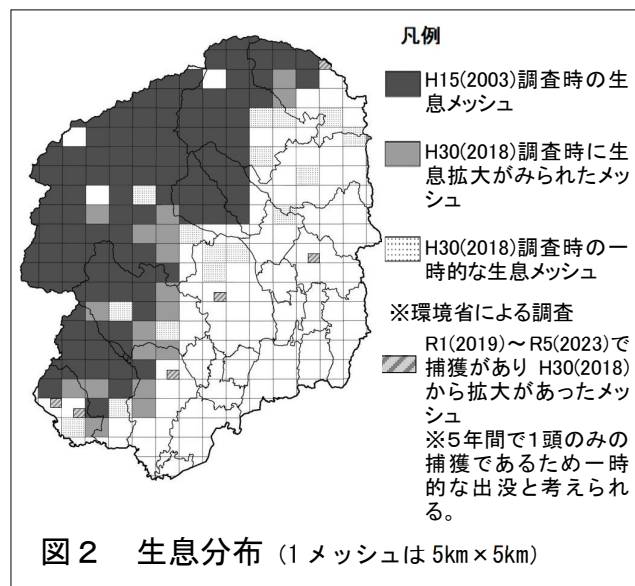 凡例
H15(2003)調査時の生
息メッシュ
H30(2018)調査時に生
息拡大がみられたメッ
シュ
H30(2018)調査時の一
時的な生息メッシュ
※環境省による調査
R1(2019)～R5(2023)で
捕獲があり H30(2018)
から拡大があったメッ
シュ
※５年間で１頭のみの
捕獲であるため一時
的な出没と考えられ
る。
図２ 生息分布 (1 メッシュは 5km×5km)